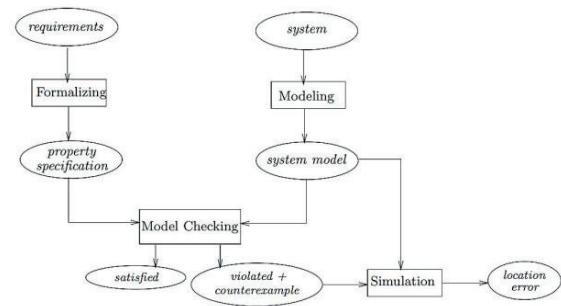 requirements
system
Formalizing
Modeling
property
specification
system model
Model Checking
satisfied
violated +
counterexample
Simulation
location
error